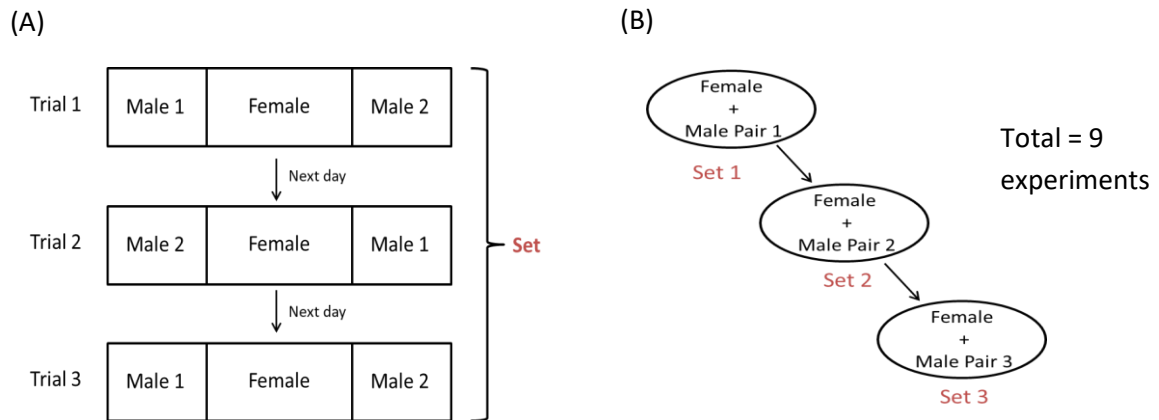 (A)
Trial 1
Male 1
Female
Male 2
Next day
Trial 2
Male 2
Female
Male 1
Next day
Trial 3
Male 1
Female
Male 2
Set
(B)
Female
+
Male Pair 1
Set 1
Female
+
Male Pair 2
Set 2
Female
+
Male Pair 3
Set 3
Total = 9
experiments